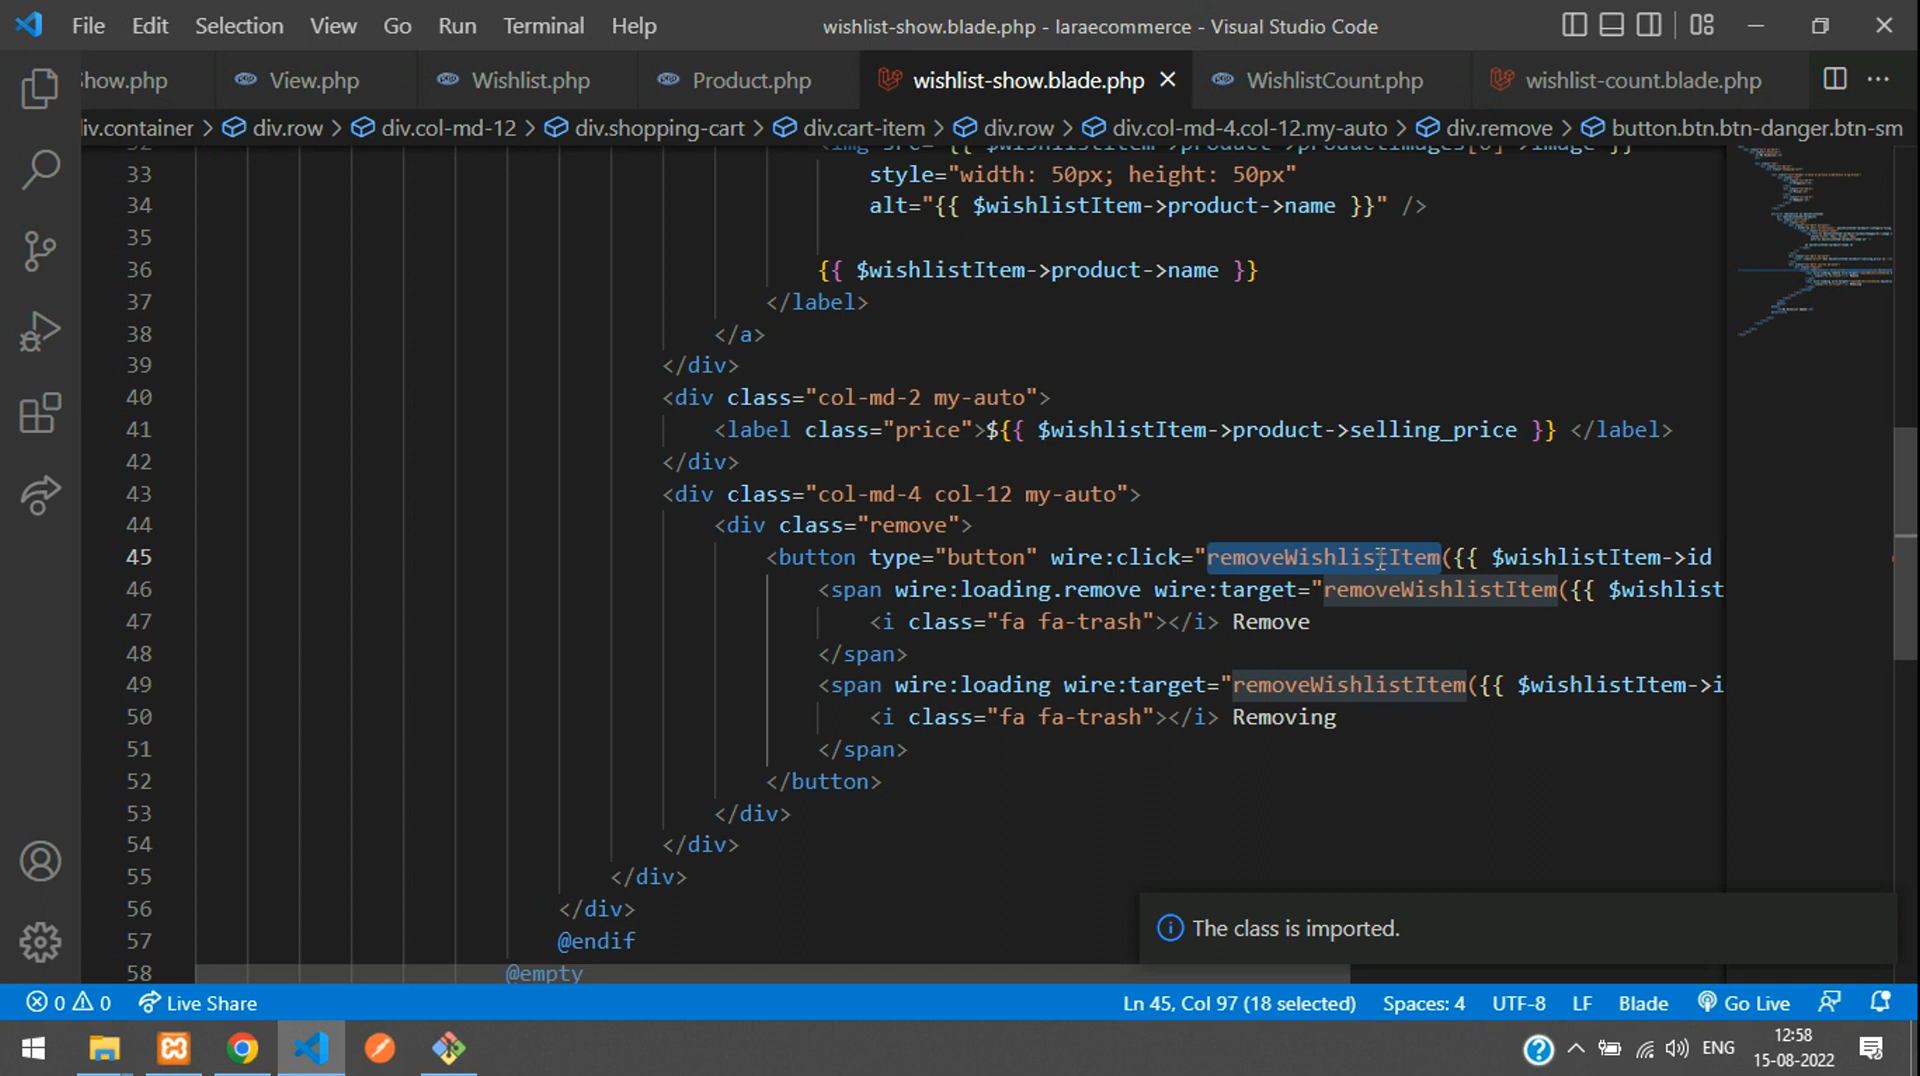 File Edit Selection View Go Run Terminal Help
wishlist-show.blade.php - laraecommerce - Visual Studio Code
Show.php View.php Wishlist.php Product.php wishlist-show.blade.php WishlistCount.php wishlist-count.blade.php
div.container > div.row > div.col-md-12 > div.shopping-cart > div.cart-item > div.row > div.col-md-4.col-12.my-auto > div.remove > button.btn.btn-danger.btn-sm
32 <img src="{{ $wishlistItem->product->productImages[0]->image }}"
33 style="width: 50px; height: 50px"
34 alt="{{ $wishlistItem->product->name }}" />
35
36 {{ $wishlistItem->product->name }}
37 </label>
38 </a>
39 </div>
40 <div class="col-md-2 my-auto">
41 <label class="price">${{ $wishlistItem->product->selling_price }} </label>
42 </div>
43 <div class="col-md-4 col-12 my-auto">
44 <div class="remove">
45 <button type="button" wire:click="removeWishlistItem({{ $wishlistItem->id
46 <span wire:loading.remove wire:target="removeWishlistItem({{ $wishlist
47 <i class="fa fa-trash"></i> Remove
48 </span>
49 <span wire:loading wire:target="removeWishlistItem({{ $wishlistItem->i
50 <i class="fa fa-trash"></i> Removing
51 </span>
52 </button>
53 </div>
54 </div>
55 </div>
56 </div>
57 @endif
58 @empty
The class is imported.
0 0 Live Share Ln 45, Col 97 (18 selected) Spaces: 4 UTF-8 LF Blade Go Live
ENG 12:58
15-08-2022